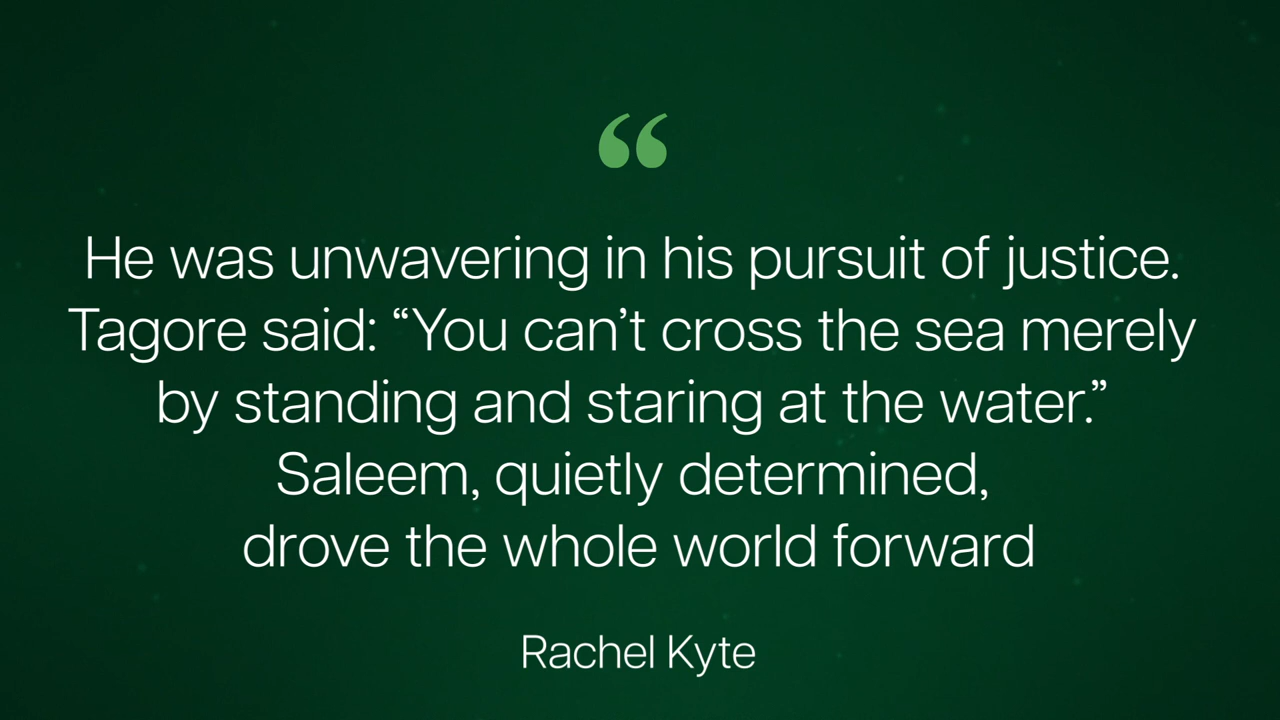 “
He was unwavering in his pursuit of justice.
Tagore said: “You can’t cross the sea merely
by standing and staring at the water.”
Saleem, quietly determined,
drove the whole world forward
Rachel Kyte